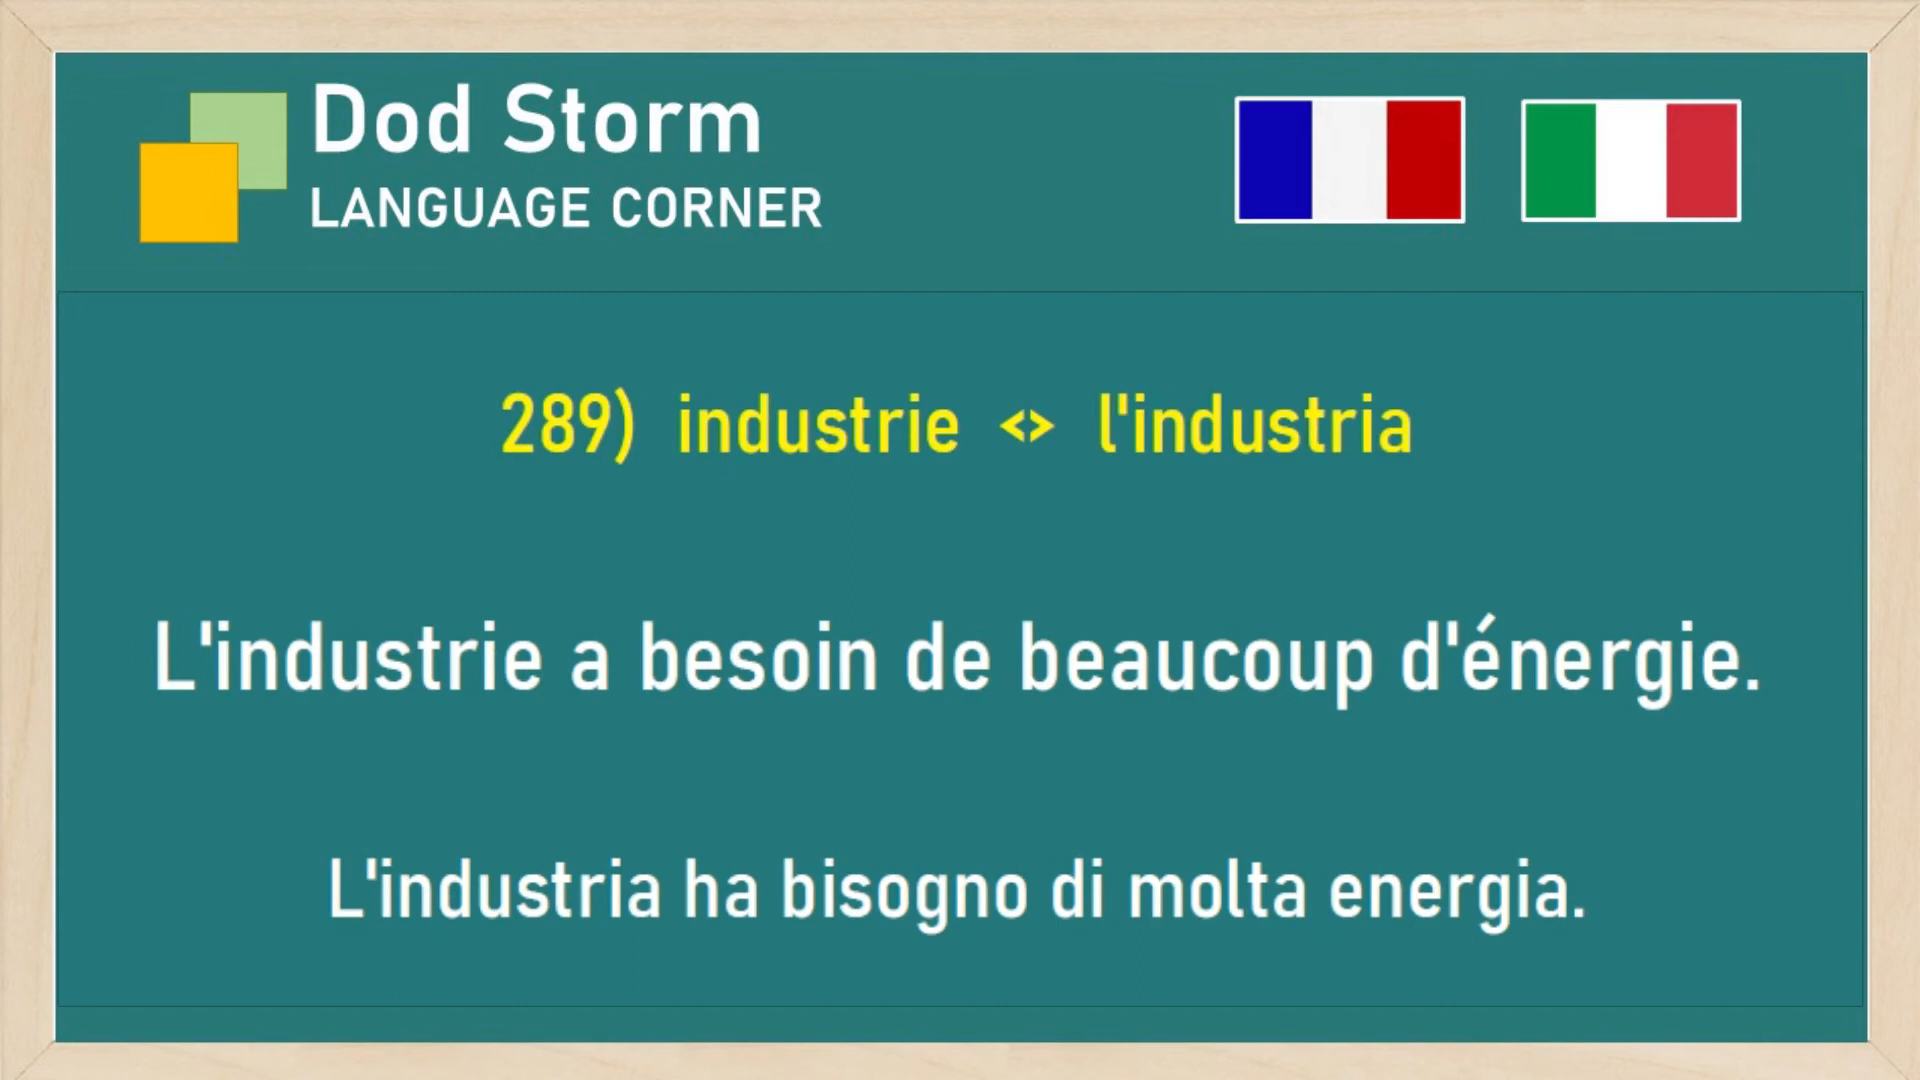 Dod Storm
LANGUAGE CORNER
289) industrie <> l'industria
L'industrie a besoin de beaucoup d'énergie.
L'industria ha bisogno di molta energia.